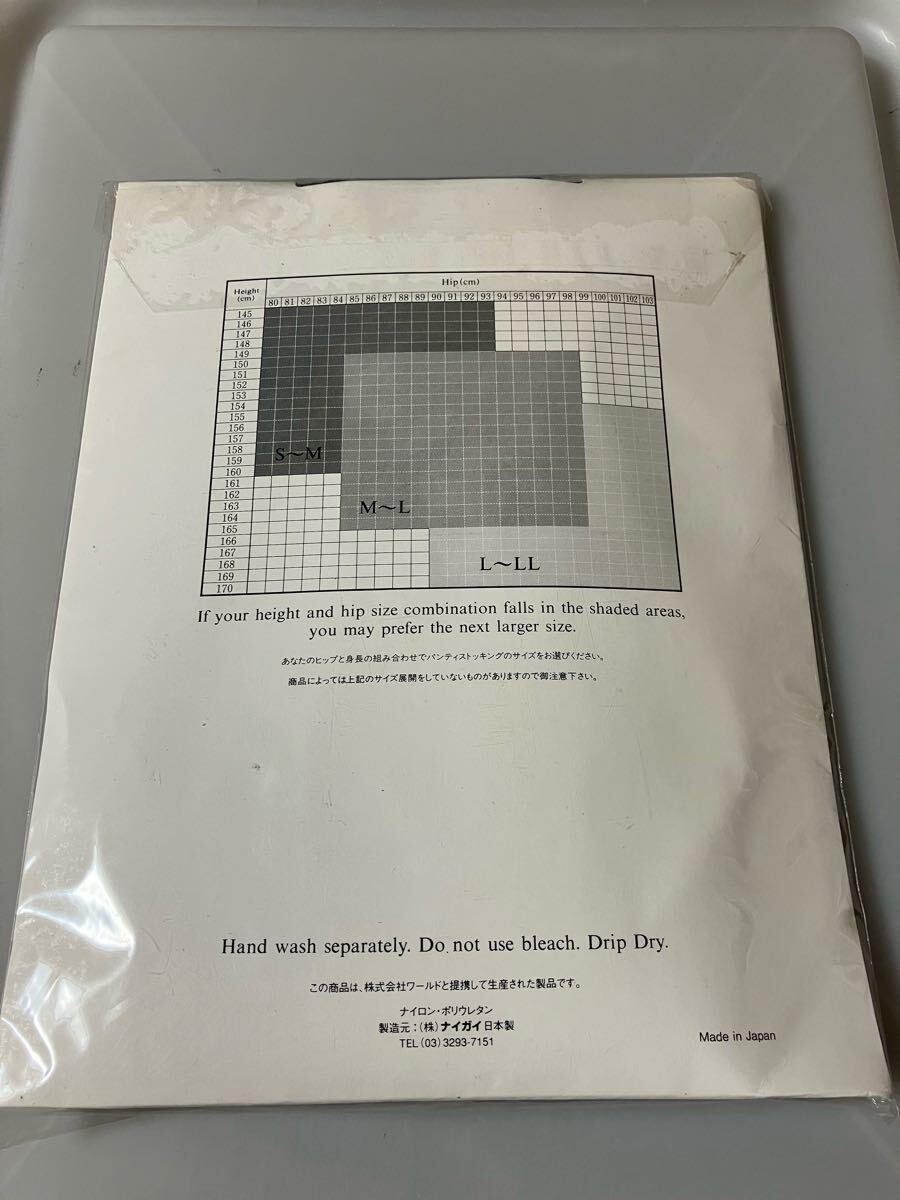 Height
(cm)
Hip(cm)
80 81 82 83 84 85 86 87 88 89 90 91 92 93 94 95 96 97 98 99 100 101 102 103
145
146
147
148
149
150
151
152
153
154
155
156
157
158
159
160
161
162
163
164
165
166
167
168
169
170
S～M
M～L
L～LL
If your height and hip size combination falls in the shaded areas,
you may prefer the next larger size.
あなたのヒップと身長の組み合わせでパンティストッキングのサイズをお選びください。
商品によっては上記のサイズ展開をしていないものがありますので御注意下さい。
Hand wash separately. Do not use bleach. Drip Dry.
この商品は、株式会社ワールドと提携して生産された製品です。
ナイロン・ポリウレタン
製造元：(株)ナイガイ日本製
TEL (03) 3293-7151
Made in Japan